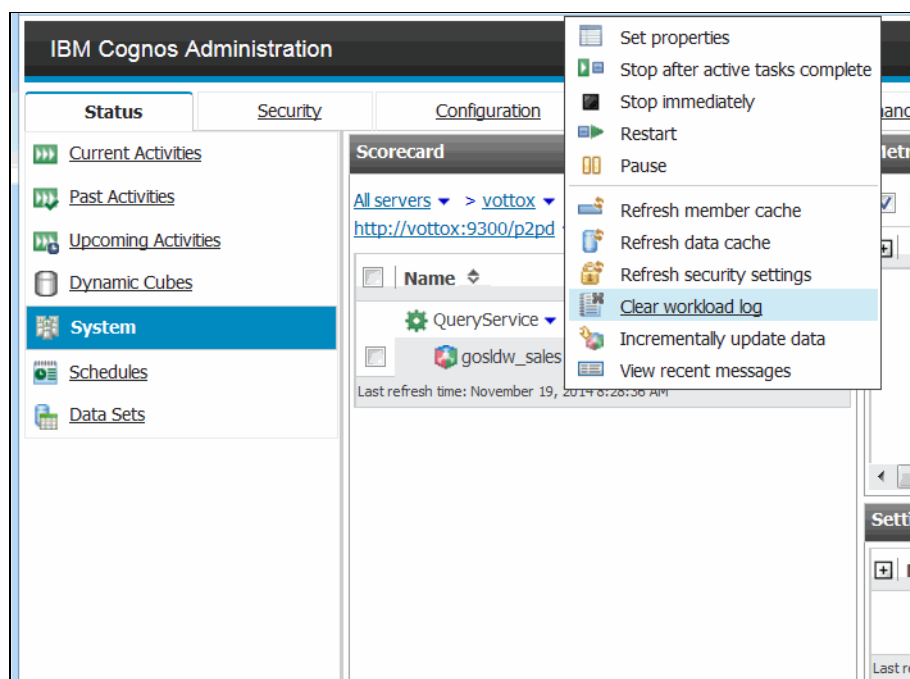 IBM Cognos Administration
Status
Security
Configuration
Current Activities
Past Activities
Upcoming Activities
Dynamic Cubes
System
Schedules
Data Sets
Scorecard
All servers > vottox
http://vottox:9300/p2pd
Name
QueryService
gosldw_sales
Last refresh time: November 19, 2014 8:28:36 AM
Set properties
Stop after active tasks complete
Stop immediately
Restart
Pause
Refresh member cache
Refresh data cache
Refresh security settings
Clear workload log
Incrementally update data
View recent messages